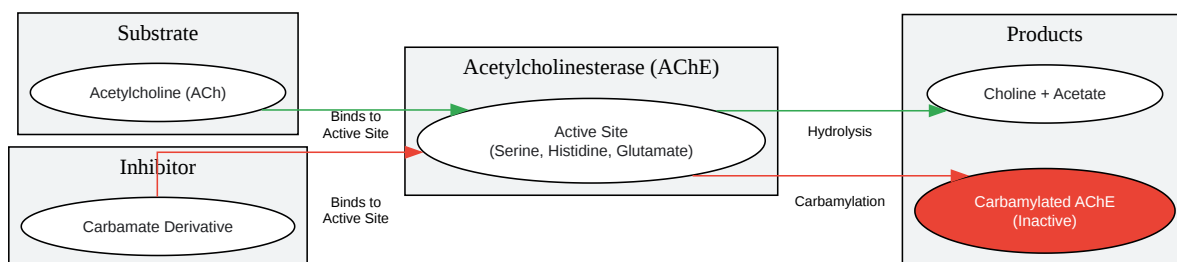 Substrate
Acetylcholine (ACh)
Binds to
Active Site
Inhibitor
Carbamate Derivative
Binds to
Active Site
Acetylcholinesterase (AChE)
Active Site
(Serine, Histidine, Glutamate)
Hydrolysis
Carbamylation
Products
Choline + Acetate
Carbamylated AChE
(Inactive)